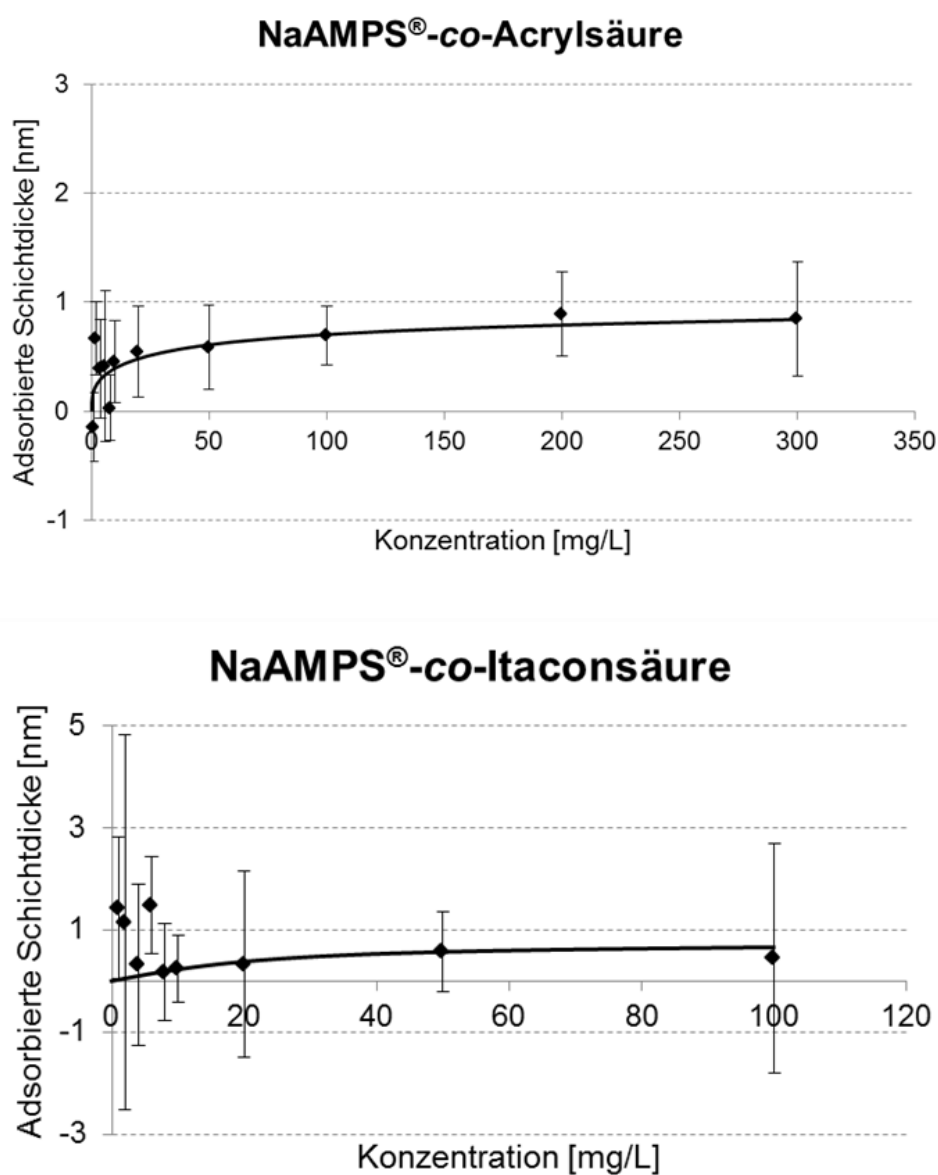 NaAMPS®-co-Acrylsäure
3
2
1
0
-1
Adsorbierte Schichtdicke [nm]
0 50 100 150 200 250 300 350
Konzentration [mg/L]
NaAMPS®-co-Itaconsäure
5
3
1
-1
-3
Adsorbierte Schichtdicke [nm]
0 20 40 60 80 100 120
Konzentration [mg/L]